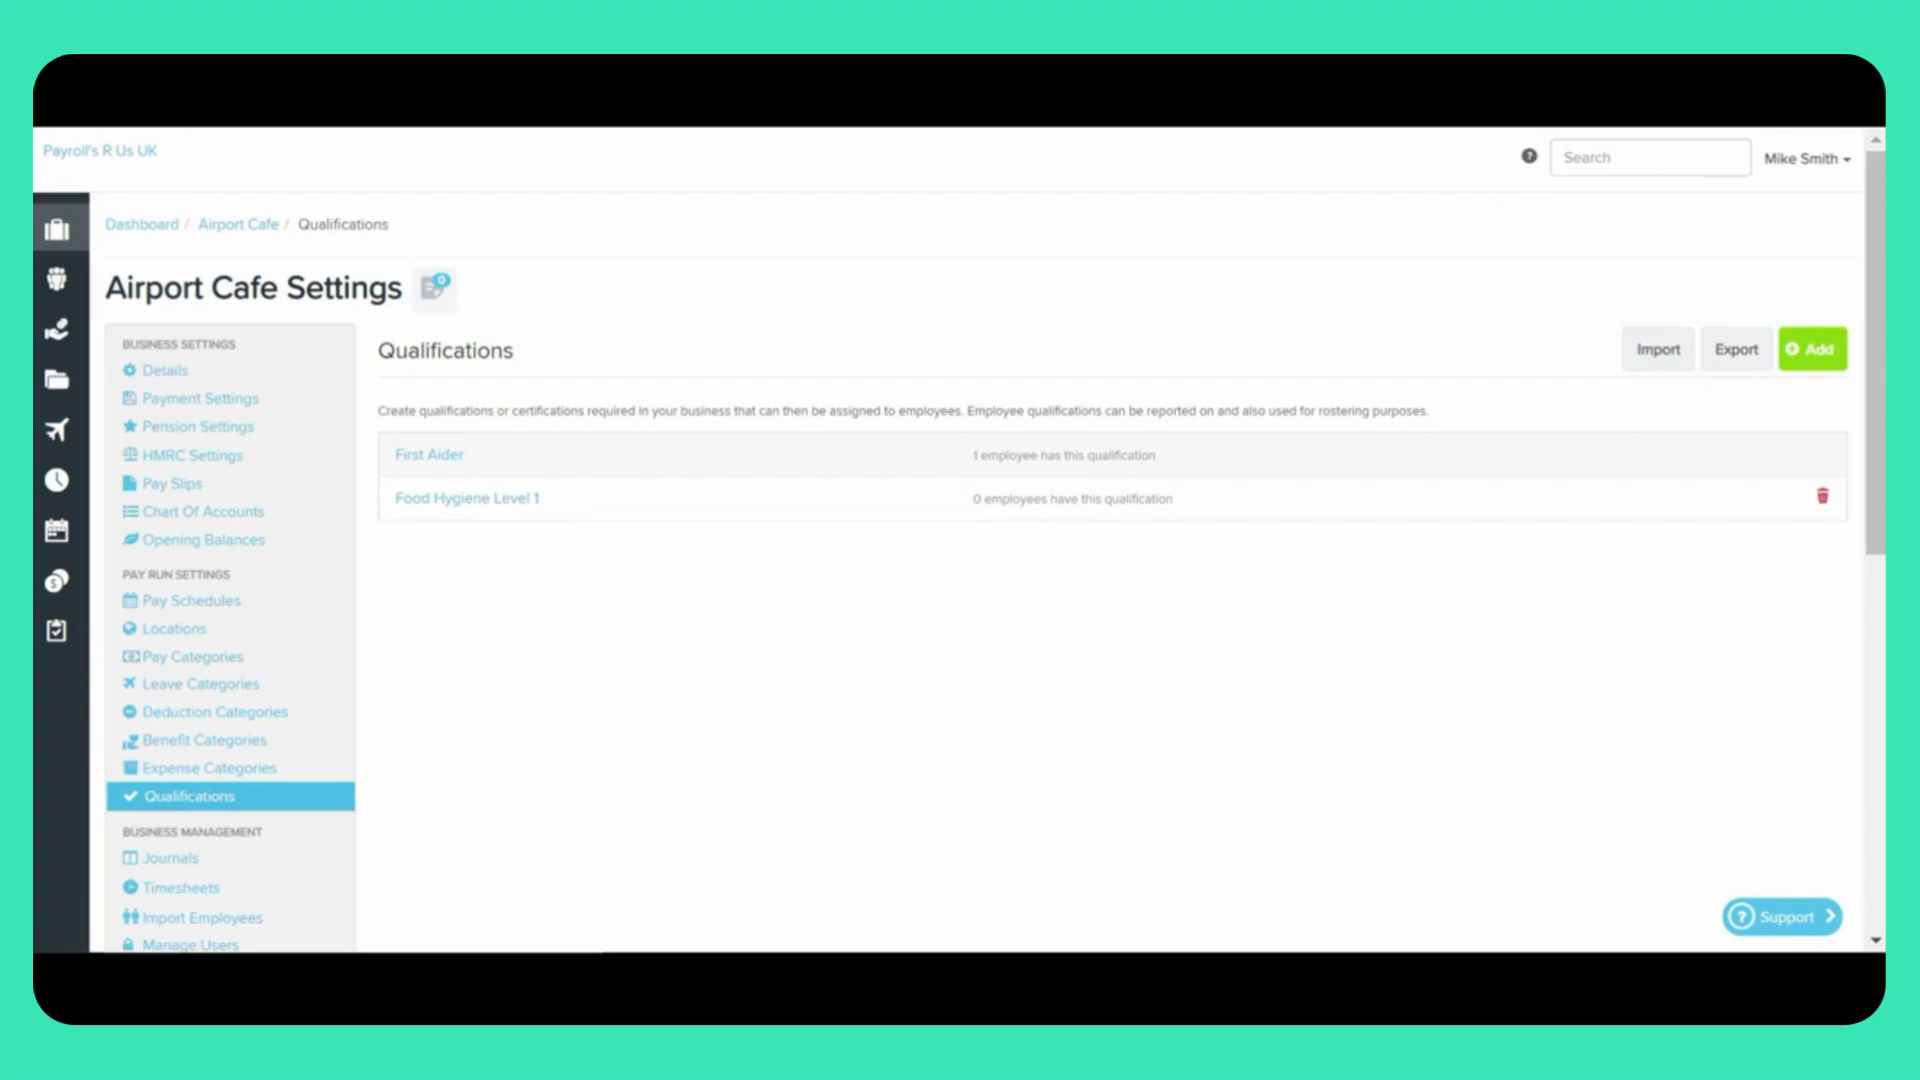 Payroll's R Us UK
Search
Mike Smith
Dashboard / Airport Cafe / Qualifications
Airport Cafe Settings
0
BUSINESS SETTINGS
Details
Payment Settings
Pension Settings
HMRC Settings
Pay Slips
Chart Of Accounts
Opening Balances
PAY RUN SETTINGS
Pay Schedules
Locations
Pay Categories
Leave Categories
Deduction Categories
Benefit Categories
Expense Categories
Qualifications
BUSINESS MANAGEMENT
Journals
Timesheets
Import Employees
Manage Users
Qualifications
Import
Export
Add
Create qualifications or certifications required in your business that can then be assigned to employees. Employee qualifications can be reported on and also used for rostering purposes.
First Aider 1 employee has this qualification
Food Hygiene Level 1 0 employees have this qualification
Support